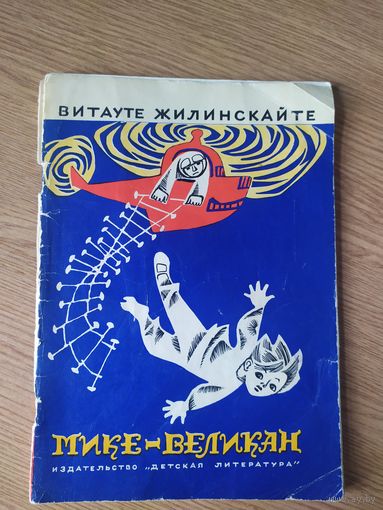 ВИТАУТЕ ЖИЛИНСКАЙТЕ
МИКЕ-ВЕЛИКАН
ИЗДАТЕЛЬСТВО „ДЕТСКАЯ ЛИТЕРАТУРА"